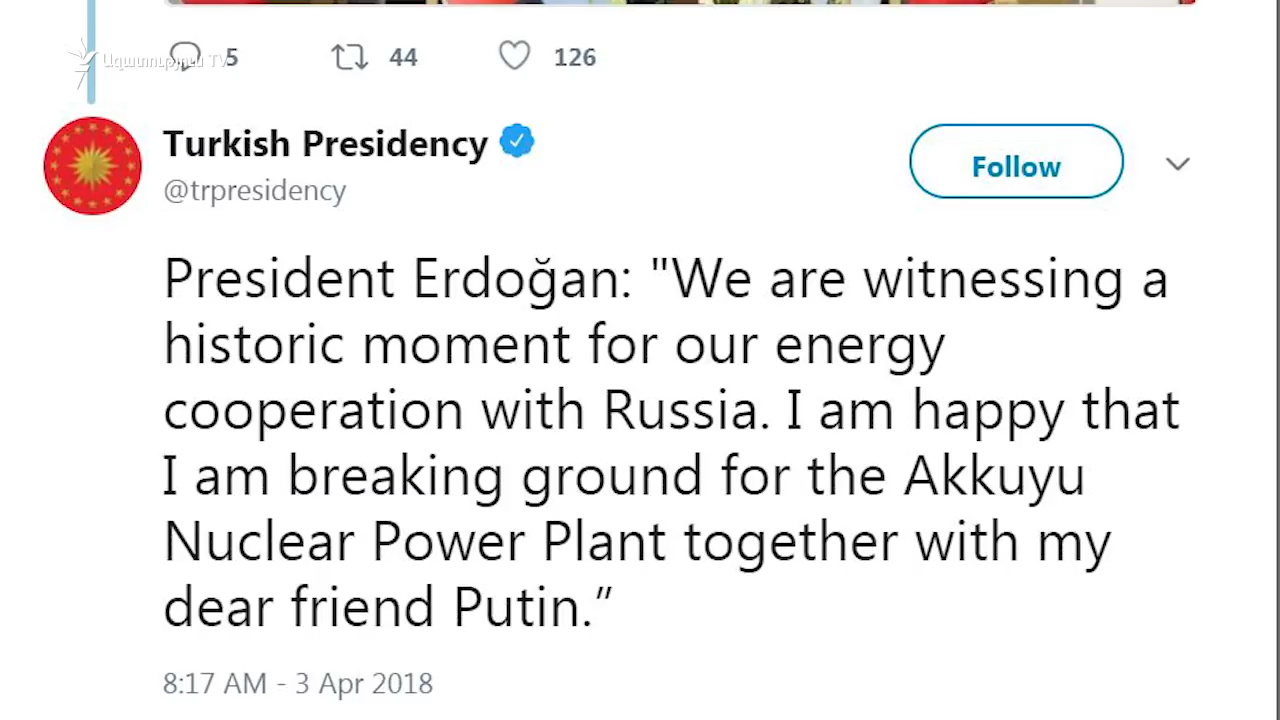 Ազատություն TV
5 44 126
Turkish Presidency
@trpresidency
Follow
President Erdoğan: "We are witnessing a
historic moment for our energy
cooperation with Russia. I am happy that
I am breaking ground for the Akkuyu
Nuclear Power Plant together with my
dear friend Putin.”
8:17 AM - 3 Apr 2018